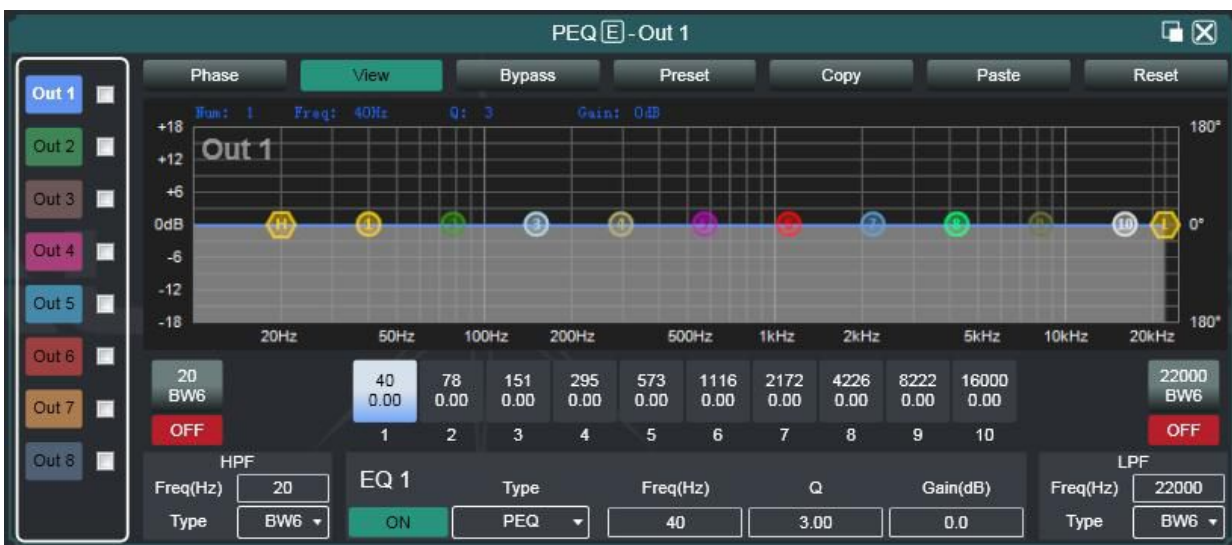 PEQ E - Out 1
Phase View Bypass Preset Copy Paste Reset
Out 1
Out 2
Out 3
Out 4
Out 5
Out 6
Out 7
Out 8
Num: 1 Freq: 40Hz Q: 3 Gain: 0dB
Out 1
+18
+12
+6
0dB
-6
-12
-18
180°
0°
180°
H 1 3 4 7 8 10
20Hz 50Hz 100Hz 200Hz 500Hz 1kHz 2kHz 5kHz 10kHz 20kHz
20
BW6
OFF
40 78 151 295 573 1116 2172 4226 8222 16000
0.00 0.00 0.00 0.00 0.00 0.00 0.00 0.00 0.00 0.00
1 2 3 4 5 6 7 8 9 10
22000
BW6
OFF
HPF
Freq(Hz) 20
Type BW6
EQ 1 Type Freq(Hz) Q Gain(dB)
ON PEQ 40 3.00 0.0
LPF
Freq(Hz) 22000
Type BW6